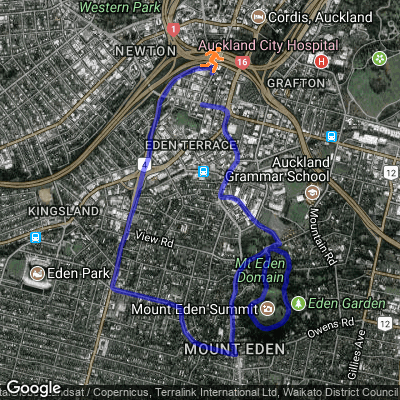 Western Park
Cordis, Auckland
1
NEWTON
Auckland City Hospital
H
16
GRAFTON
EDEN TERRACE
Auckland
Grammar School
12
KINGSLAND
Mountain Rd
View Rd
Eden Park
Mt Eden
Domain
Mount Eden Summit
Eden Garden
Owens Rd
12
MOUNT EDEN
Gillies Ave
Google
/ Copernicus, Terralink International Ltd, Waikato District Council